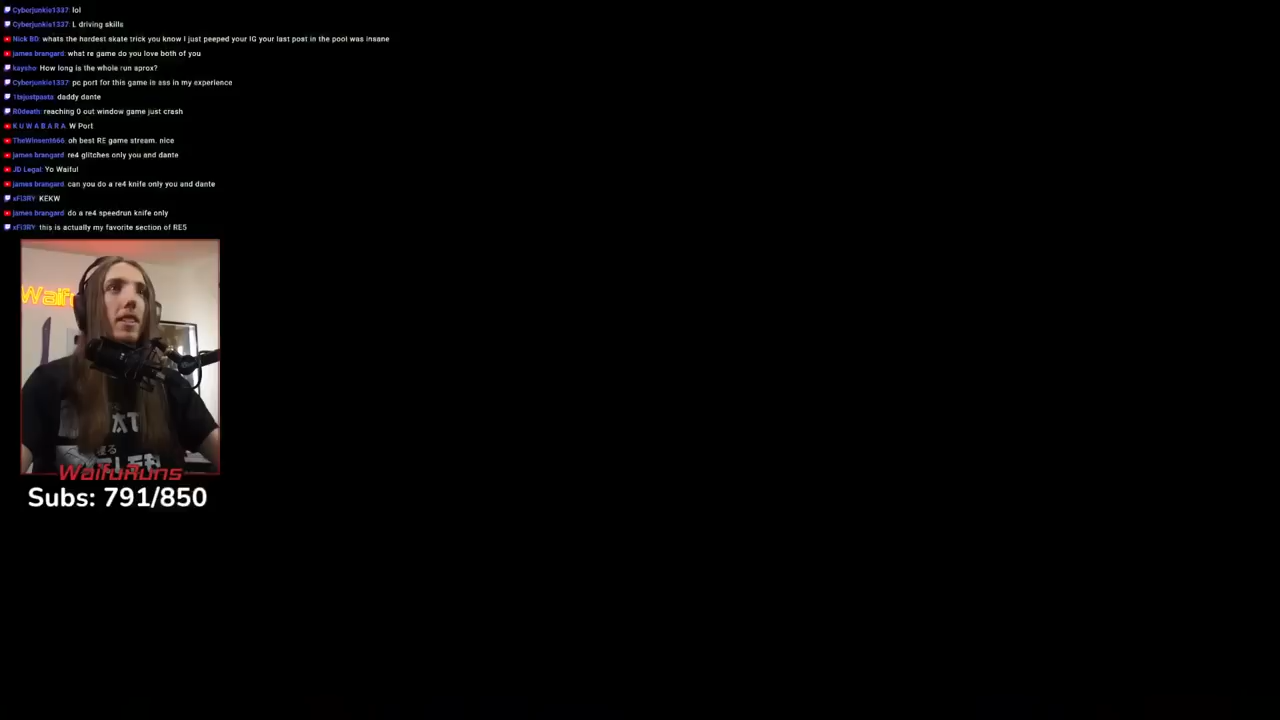 Cyberjunkie1337: lol
Cyberjunkie1337: L driving skills
Nick BD: whats the hardest skate trick you know I just peeped your IG your last post in the pool was insane
james brangard: what re game do you love both of you
kaysho: How long is the whole run aprox?
Cyberjunkie1337: pc port for this game is ass in my experience
1tsjustpasta: daddy dante
R0death: reaching 0 out window game just crash
K U W A B A R A: W Port
TheWinsent666: oh best RE game stream. nice
james brangard: re4 glitches only you and dante
JD Legal: Yo Waifu!
james brangard: can you do a re4 knife only you and dante
xFi3RY: KEKW
james brangard: do a re4 speedrun knife only
xFi3RY: this is actually my favorite section of RE5
Waif
WaifuRuns
Subs: 791/850